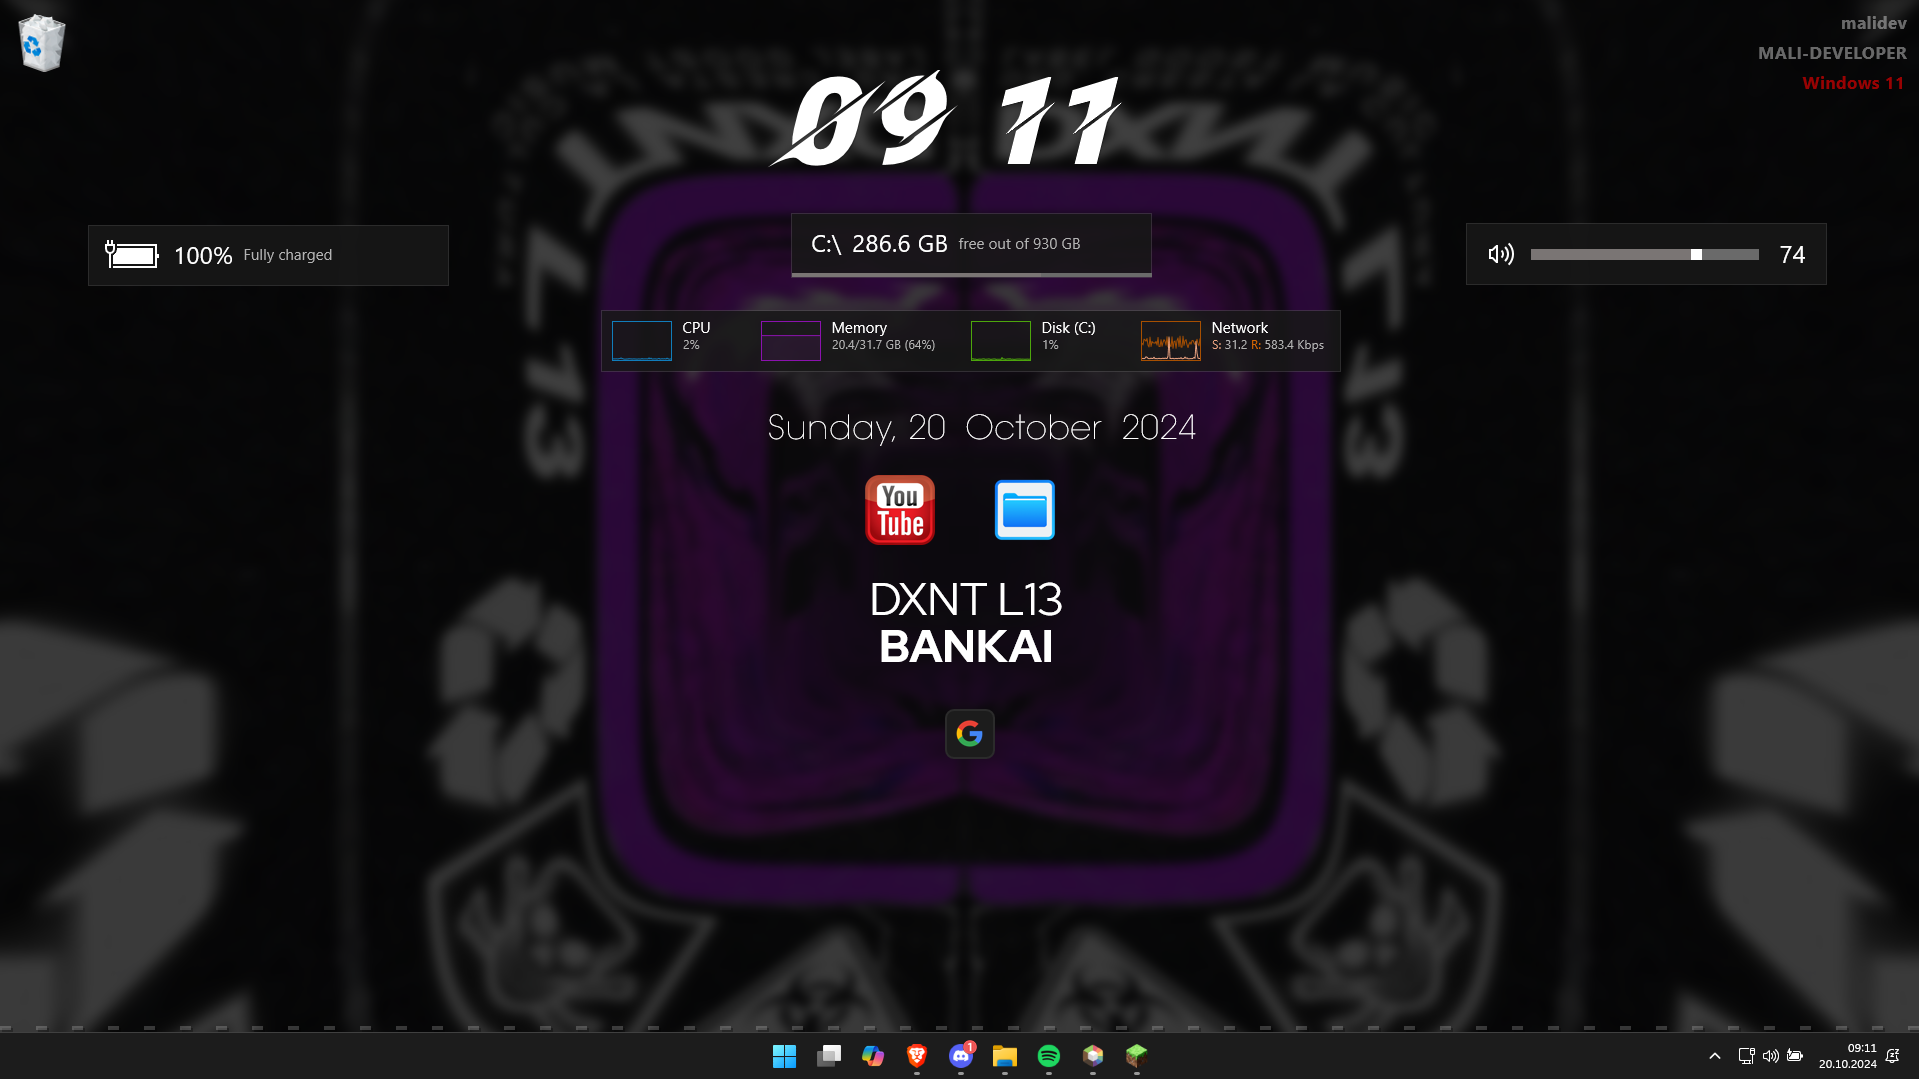 malidev
MALI-DEVELOPER
Windows 11
09 11
100% Fully charged
C:\ 286.6 GB free out of 930 GB
74
CPU
2%
Memory
20.4/31.7 GB (64%)
Disk (C:)
1%
Network
S: 31.2 R: 583.4 Kbps
Sunday, 20 October 2024
You
Tube
DXNT L13
BANKAI
G
1
09:11
20.10.2024